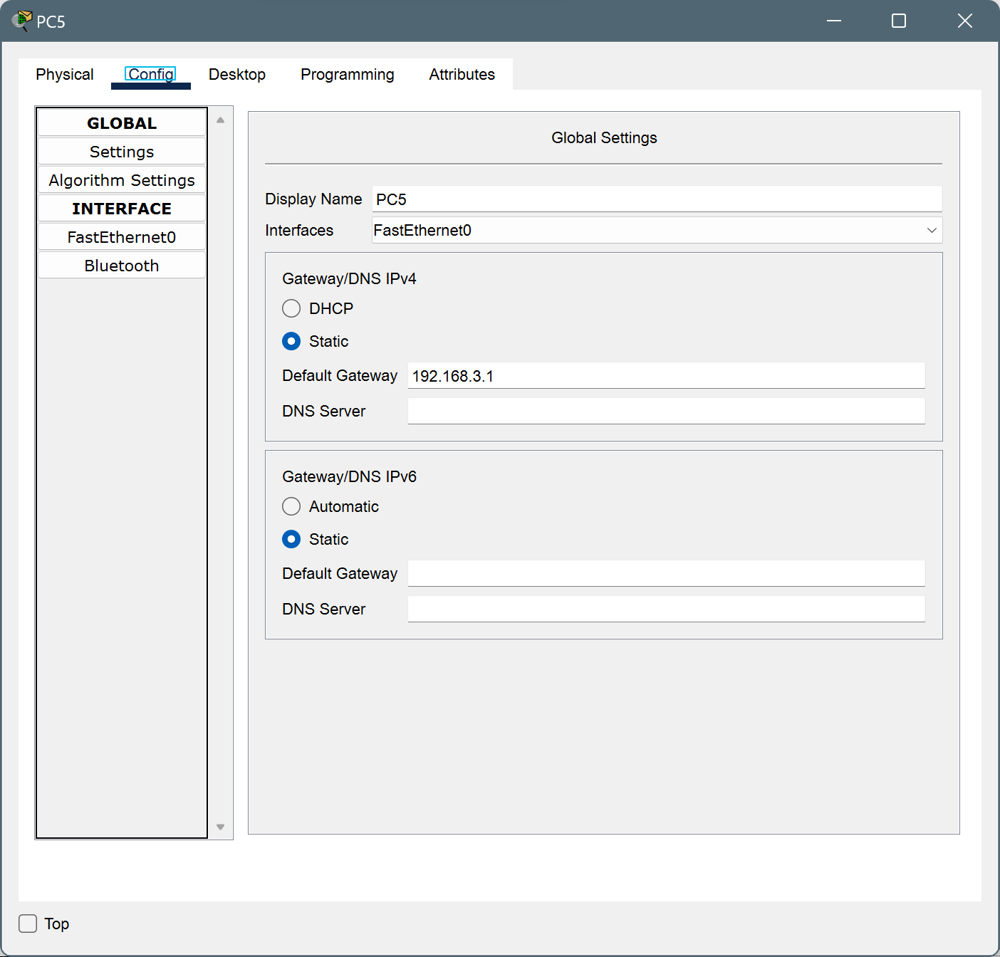 PC5
Physical Config Desktop Programming Attributes
GLOBAL
Settings
Algorithm Settings
INTERFACE
FastEthernet0
Bluetooth
Global Settings
Display Name PC5
Interfaces FastEthernet0
Gateway/DNS IPv4
DHCP
Static
Default Gateway 192.168.3.1
DNS Server
Gateway/DNS IPv6
Automatic
Static
Default Gateway
DNS Server
Top